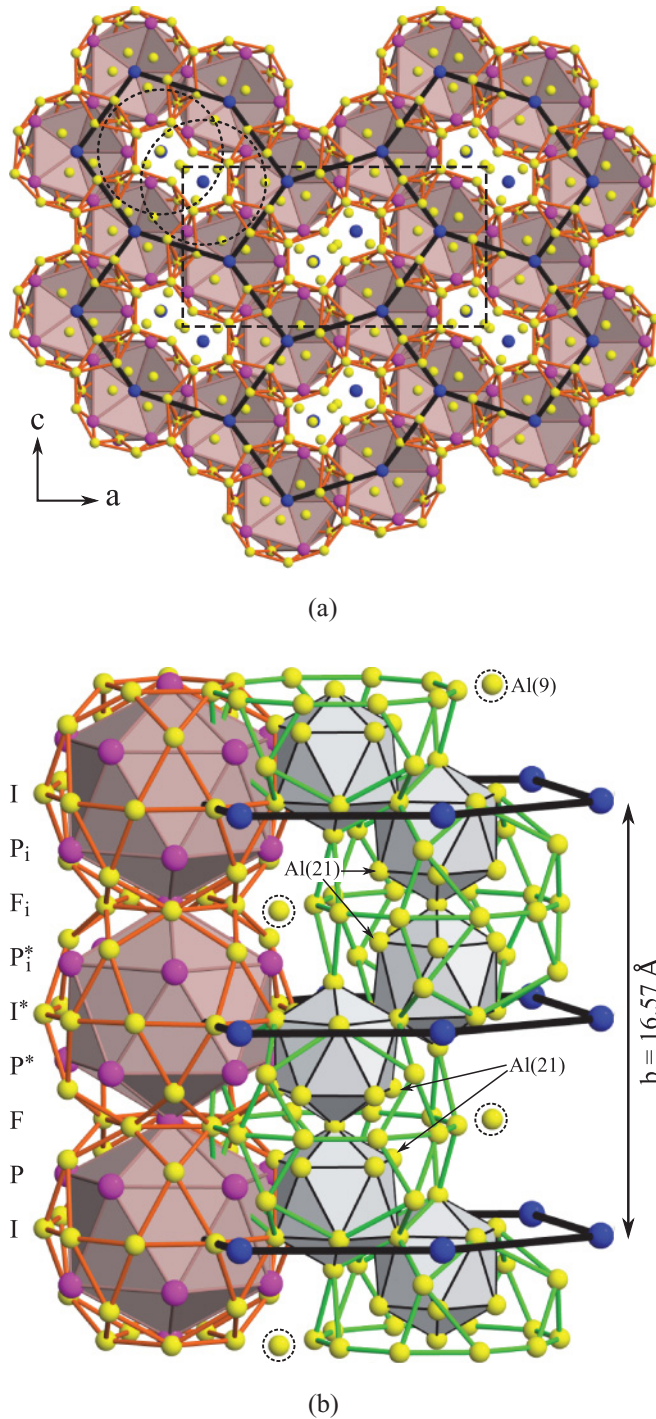 c
a
(a)
Al(9)
I
P_i
Al(21)
F_i
P_i^*
b = 16.57 Å
I*
P*
Al(21)
F
P
I
(b)